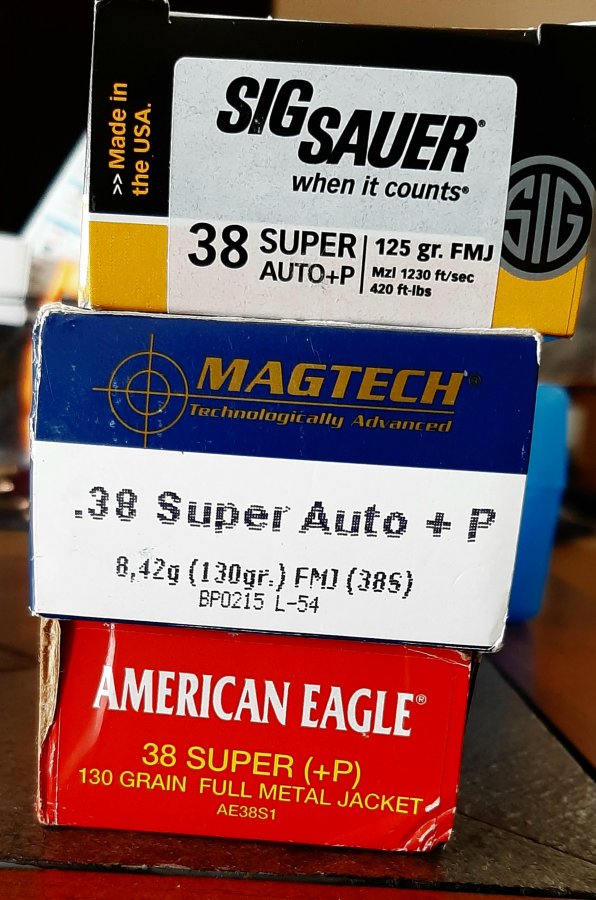 >> Made in
the USA.
SIG SAUER®
when it counts®
38 SUPER
AUTO+P
125 gr. FMJ
Mzl 1230 ft/sec
420 ft-lbs
SIG
MAGTECH®
Technologically Advanced
.38 Super Auto + P
8,42g (130gr.) FMJ (38S)
BP0215 L-54
AMERICAN EAGLE®
38 SUPER (+P)
130 GRAIN FULL METAL JACKET
AE38S1